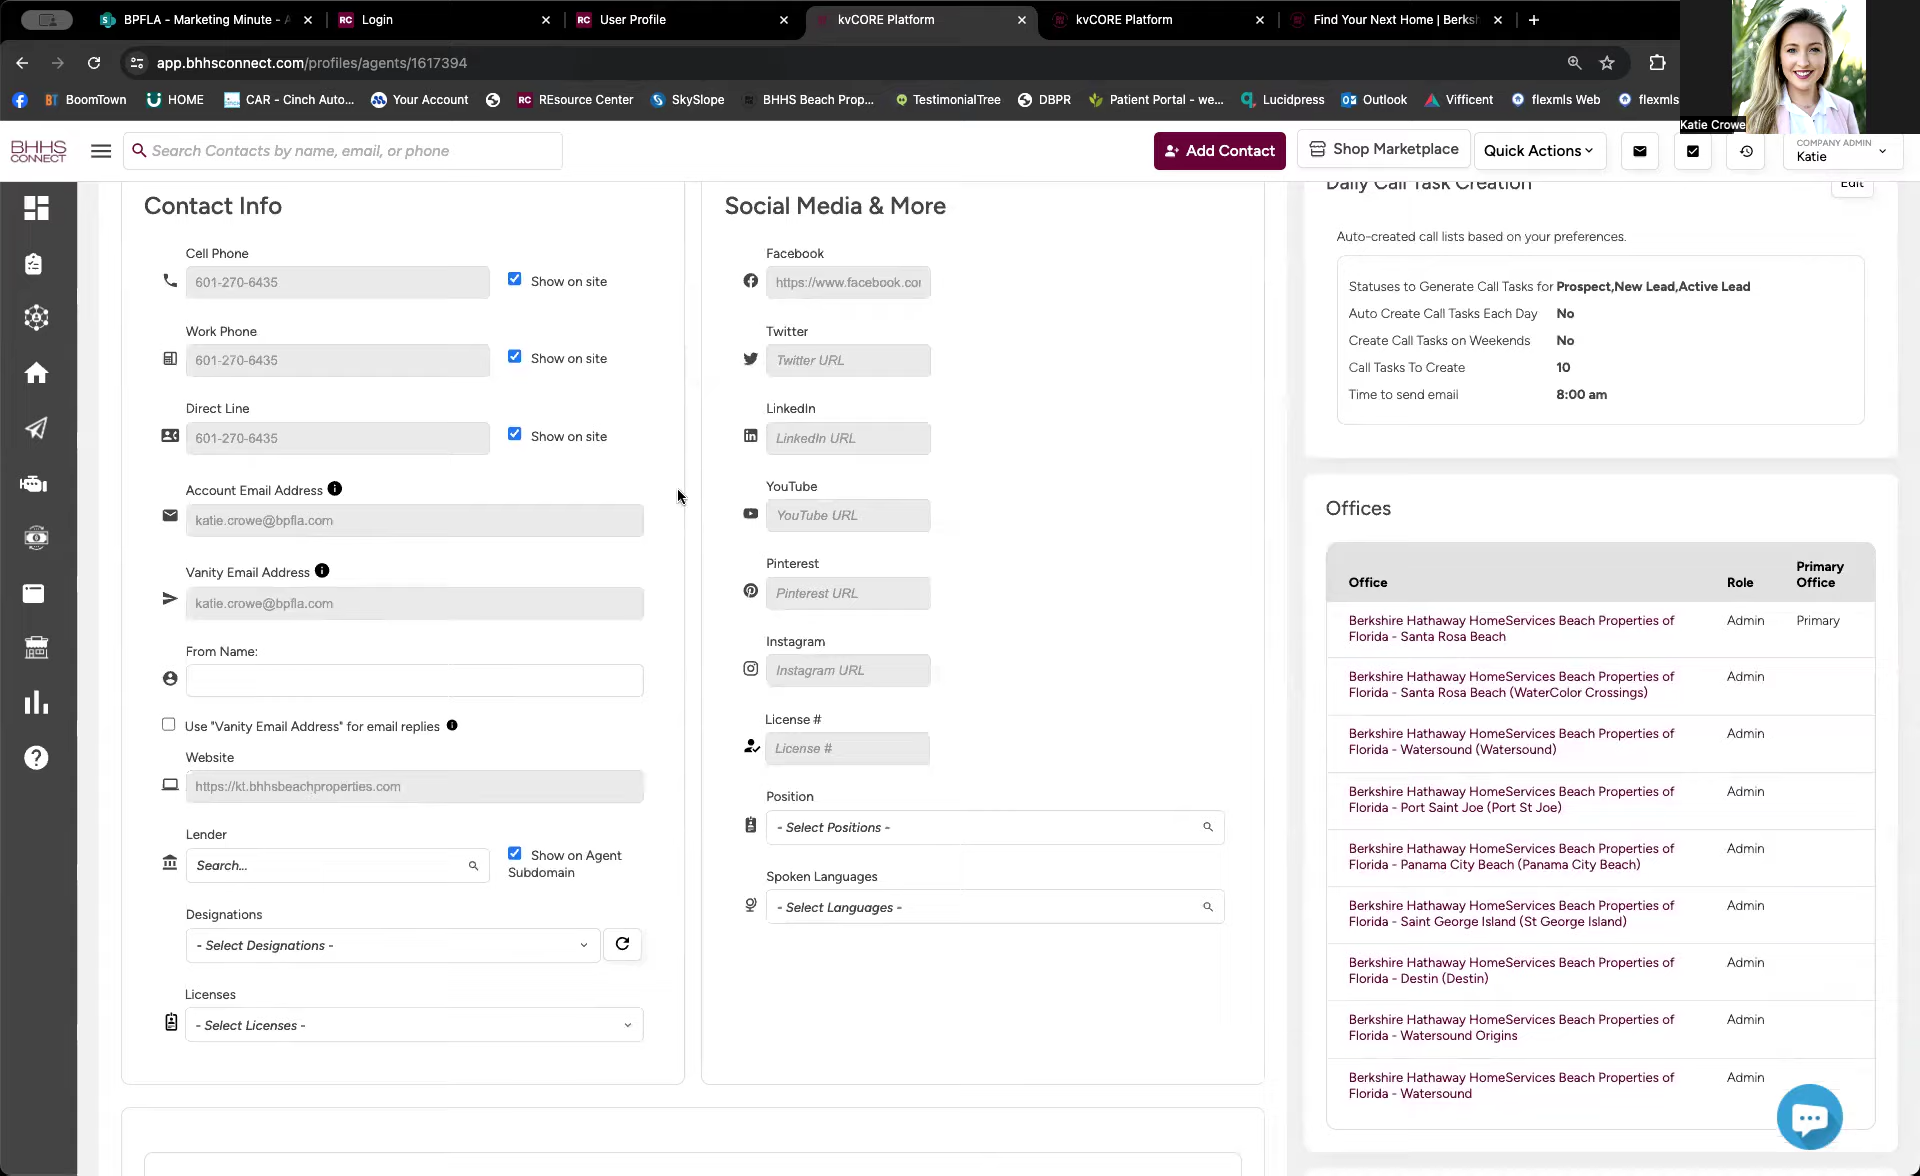 BPFLA - Marketing Minute -
Login
User Profile
kvCORE Platform
kvCORE Platform
Find Your Next Home | Berks
app.bhhsconnect.com/profiles/agents/1617394
BoomTown
HOME
CAR - Cinch Auto...
Your Account
RC REsource Center
SkySlope
BHHS Beach Prop...
TestimonialTree
DBPR
Patient Portal - we...
Lucidpress
Outlook
Vifficent
flexmls Web
flexmls
Katie Crowe
BHHS
CONNECT
Search Contacts by name, email, or phone
Add Contact
Shop Marketplace
Quick Actions
COMPANY ADMIN
Katie
Contact Info
Cell Phone
601-270-6435
Show on site
Work Phone
601-270-6435
Show on site
Direct Line
601-270-6435
Show on site
Account Email Address
katie.crowe@bpfla.com
Vanity Email Address
katie.crowe@bpfla.com
From Name:
Use "Vanity Email Address" for email replies
Website
https://kt.bhhsbeachproperties.com
Lender
Search...
Show on Agent
Subdomain
Designations
- Select Designations -
Licenses
- Select Licenses -
Social Media & More
Facebook
https://www.facebook.cor
Twitter
Twitter URL
LinkedIn
LinkedIn URL
YouTube
YouTube URL
Pinterest
Pinterest URL
Instagram
Instagram URL
License #
License #
Position
- Select Positions -
Spoken Languages
- Select Languages -
Daily Call Task Creation
Edit
Auto-created call lists based on your preferences.
Statuses to Generate Call Tasks for Prospect,New Lead,Active Lead
Auto Create Call Tasks Each Day No
Create Call Tasks on Weekends No
Call Tasks To Create 10
Time to send email 8:00 am
Offices
Office Role Primary Office
Berkshire Hathaway HomeServices Beach Properties of
Florida - Santa Rosa Beach
Admin
Primary
Berkshire Hathaway HomeServices Beach Properties of
Florida - Santa Rosa Beach (WaterColor Crossings)
Admin
Berkshire Hathaway HomeServices Beach Properties of
Florida - Watersound (Watersound)
Admin
Berkshire Hathaway HomeServices Beach Properties of
Florida - Port Saint Joe (Port St Joe)
Admin
Berkshire Hathaway HomeServices Beach Properties of
Florida - Panama City Beach (Panama City Beach)
Admin
Berkshire Hathaway HomeServices Beach Properties of
Florida - Saint George Island (St George Island)
Admin
Berkshire Hathaway HomeServices Beach Properties of
Florida - Destin (Destin)
Admin
Berkshire Hathaway HomeServices Beach Properties of
Florida - Watersound Origins
Admin
Berkshire Hathaway HomeServices Beach Properties of
Florida - Watersound
Admin